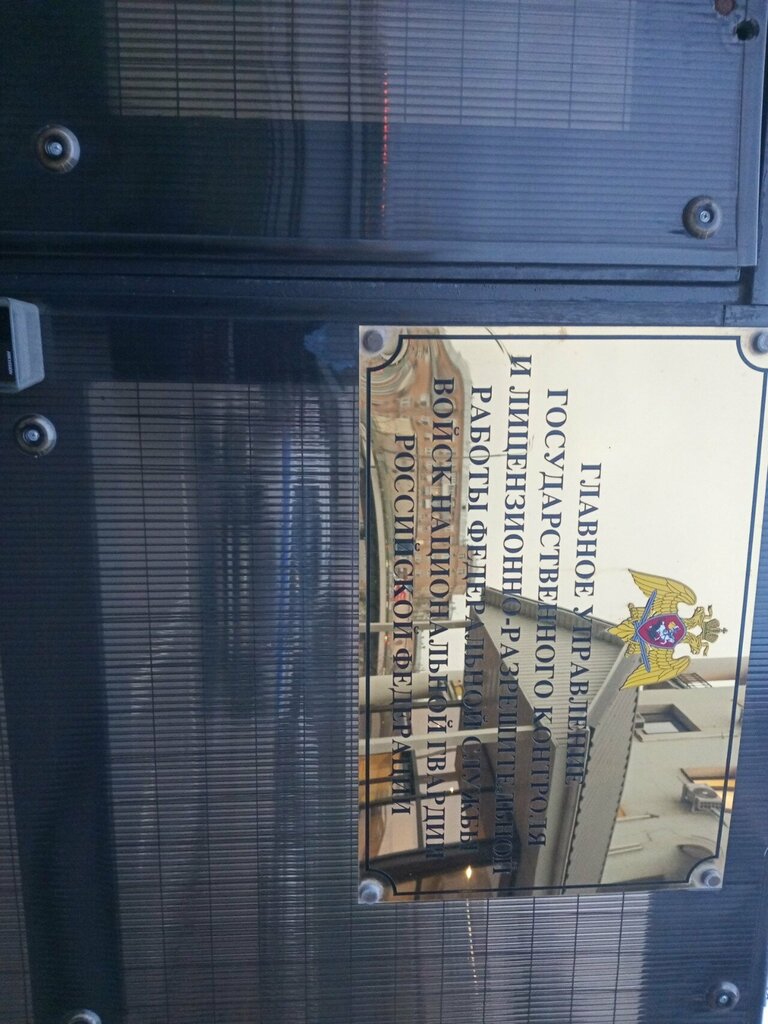 ГЛАВНОЕ УПРАВЛЕНИЕ
ГОСУДАРСТВЕННОГО КОНТРОЛЯ
И ЛИЦЕНЗИОННО-РАЗРЕШИТЕЛЬНОЙ
РАБОТЫ ФЕДЕРАЛЬНОЙ СЛУЖБЫ
ВОЙСК НАЦИОНАЛЬНОЙ ГВАРДИИ
РОССИЙСКОЙ ФЕДЕРАЦИИ